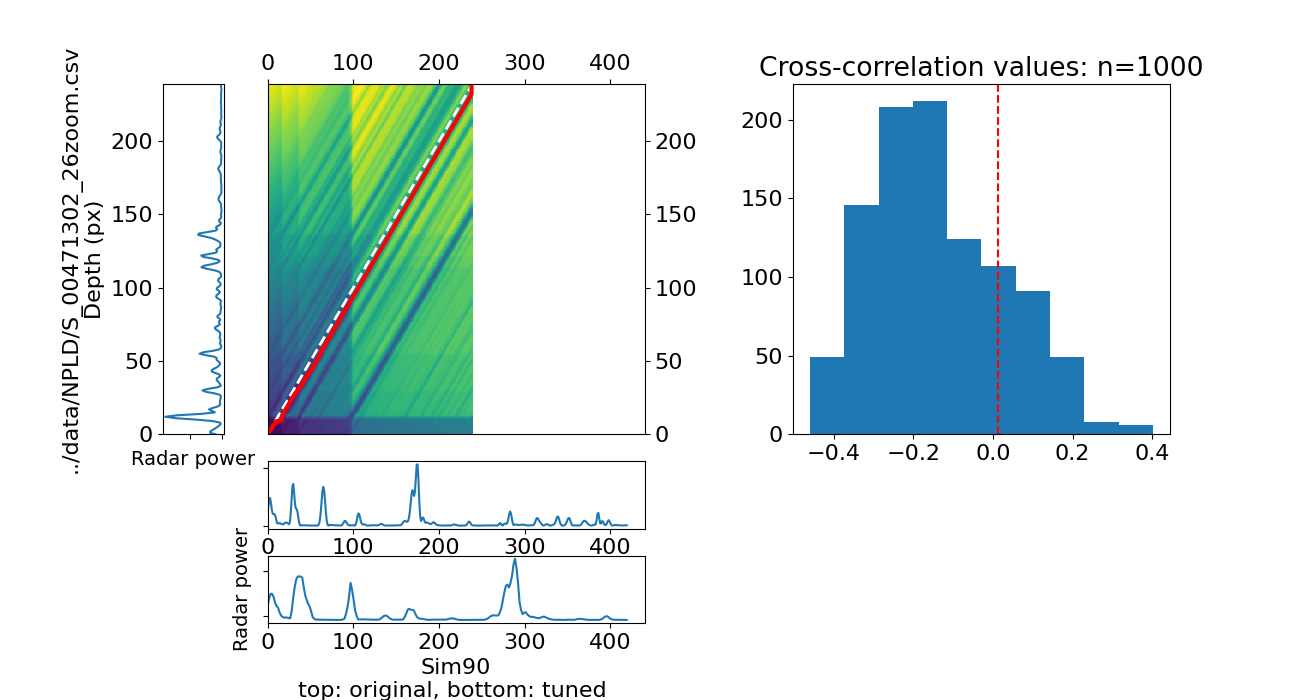 0 100 200 300 400
Cross-correlation values: n=1000
../data/NPLD/S_00471302_26zoom.csv
Depth (px)
200
150
100
50
0
Radar power
200
150
100
50
0
200
150
100
50
0
−0.4 −0.2 0.0 0.2 0.4
0 100 200 300 400
Radar power
0 100 200 300 400
Sim90
top: original, bottom: tuned